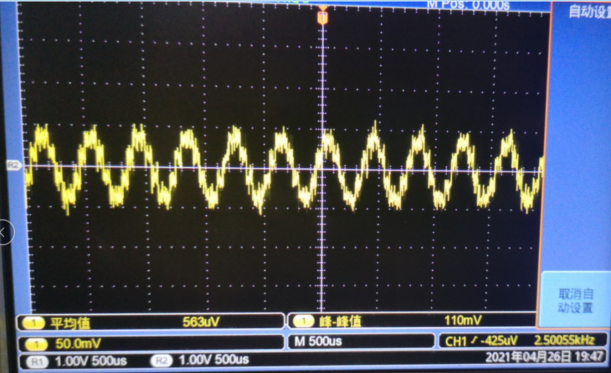 M Pos: 0.000s
自动设置
R2
取消自
动设置
1 平均值 563uV
1 峰-峰值 110mV
1 50.0mV
M 500us
CH1 -425uV 2.50055kHz
R1 1.00V 500us R2 1.00V 500us
2021年04月26日 19:47